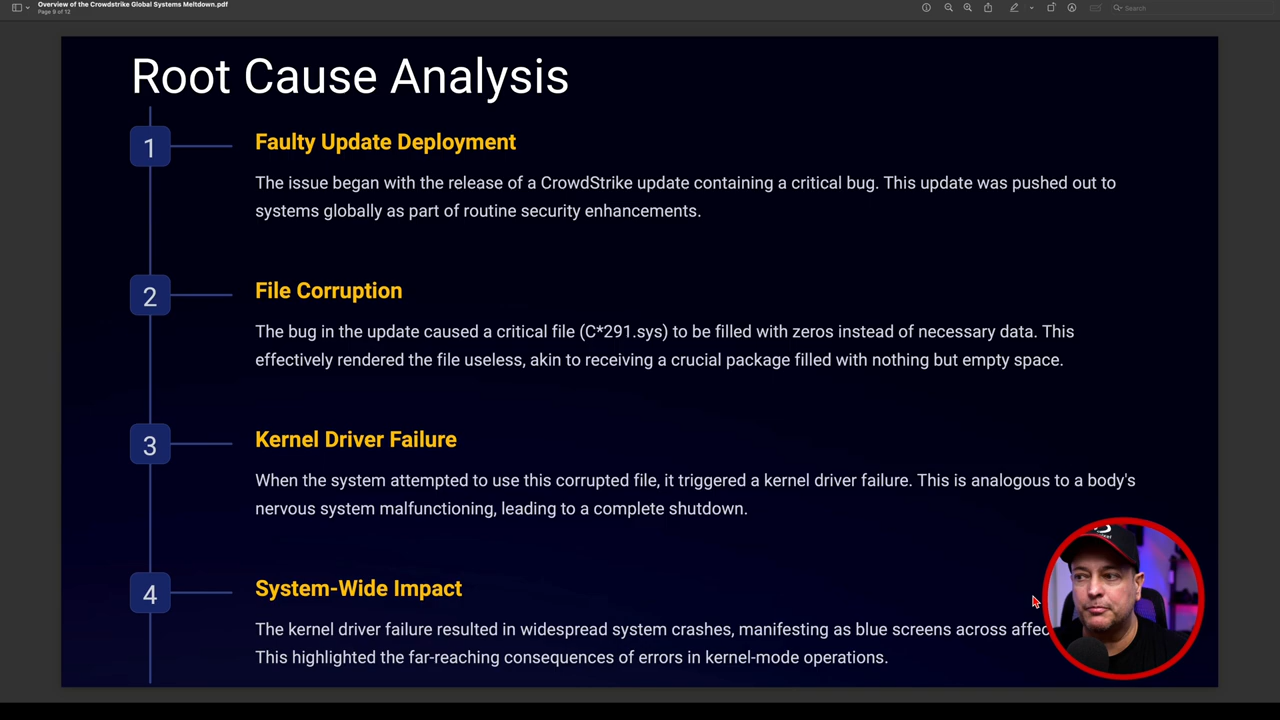 Overview of the Crowdstrike Global Systems Meltdown.pdf
Page 9 of 12
Search
Root Cause Analysis
1
Faulty Update Deployment
The issue began with the release of a CrowdStrike update containing a critical bug. This update was pushed out to
systems globally as part of routine security enhancements.
2
File Corruption
The bug in the update caused a critical file (C*291.sys) to be filled with zeros instead of necessary data. This
effectively rendered the file useless, akin to receiving a crucial package filled with nothing but empty space.
3
Kernel Driver Failure
When the system attempted to use this corrupted file, it triggered a kernel driver failure. This is analogous to a body's
nervous system malfunctioning, leading to a complete shutdown.
4
System-Wide Impact
The kernel driver failure resulted in widespread system crashes, manifesting as blue screens across affec
This highlighted the far-reaching consequences of errors in kernel-mode operations.